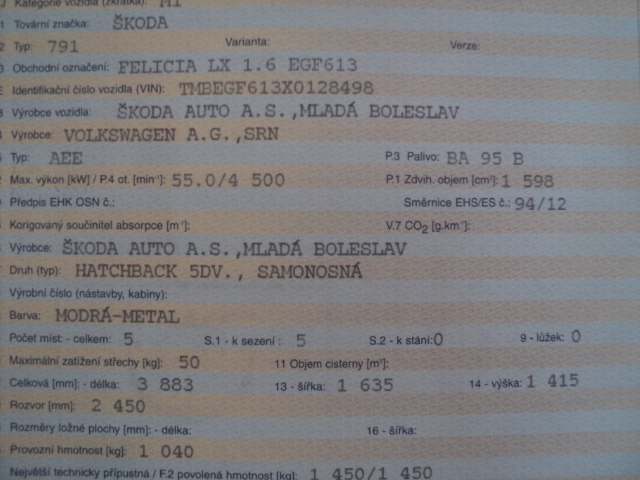 Kategorie vozidla (zkratka): M1
Tovární značka: ŠKODA
Typ: 791 Varianta: Verze:
Obchodní označení: FELICIA LX 1.6 EGF613
Identifikační číslo vozidla (VIN): TMBEGF613X0128498
Výrobce vozidla: ŠKODA AUTO A.S.,MLADÁ BOLESLAV
Výrobce: VOLKSWAGEN A.G.,SRN
Typ: AEE P.3 Palivo: BA 95 B
Max. výkon [kW] / P.4 ot. [min⁻¹]: 55.0/4 500 P.1 Zdvih. objem [cm³]: 1 598
Předpis EHK OSN č.: Směrnice EHS/ES č.: 94/12
Korigovaný součinitel absorpce [m⁻¹]: V.7 CO₂ [g.km⁻¹]:
Výrobce: ŠKODA AUTO A.S.,MLADÁ BOLESLAV
Druh (typ): HATCHBACK 5DV., SAMONOSNÁ
Výrobní číslo (nástavby, kabiny):
Barva: MODRÁ-METAL
Počet míst: - celkem: 5 S.1 - k sezení : 5 S.2 - k stání: 0 9 - lůžek: 0
Maximální zatížení střechy [kg]: 50 11 Objem cisterny [m³]:
Celková [mm]: - délka: 3 883 13 - šířka: 1 635 14 - výška: 1 415
Rozvor [mm]: 2 450
Rozměry ložné plochy [mm]: - délka: 16 - šířka:
Provozní hmotnost [kg]: 1 040
Největší technicky přípustná / F.2 povolená hmotnost [kg]: 1 450/1 450